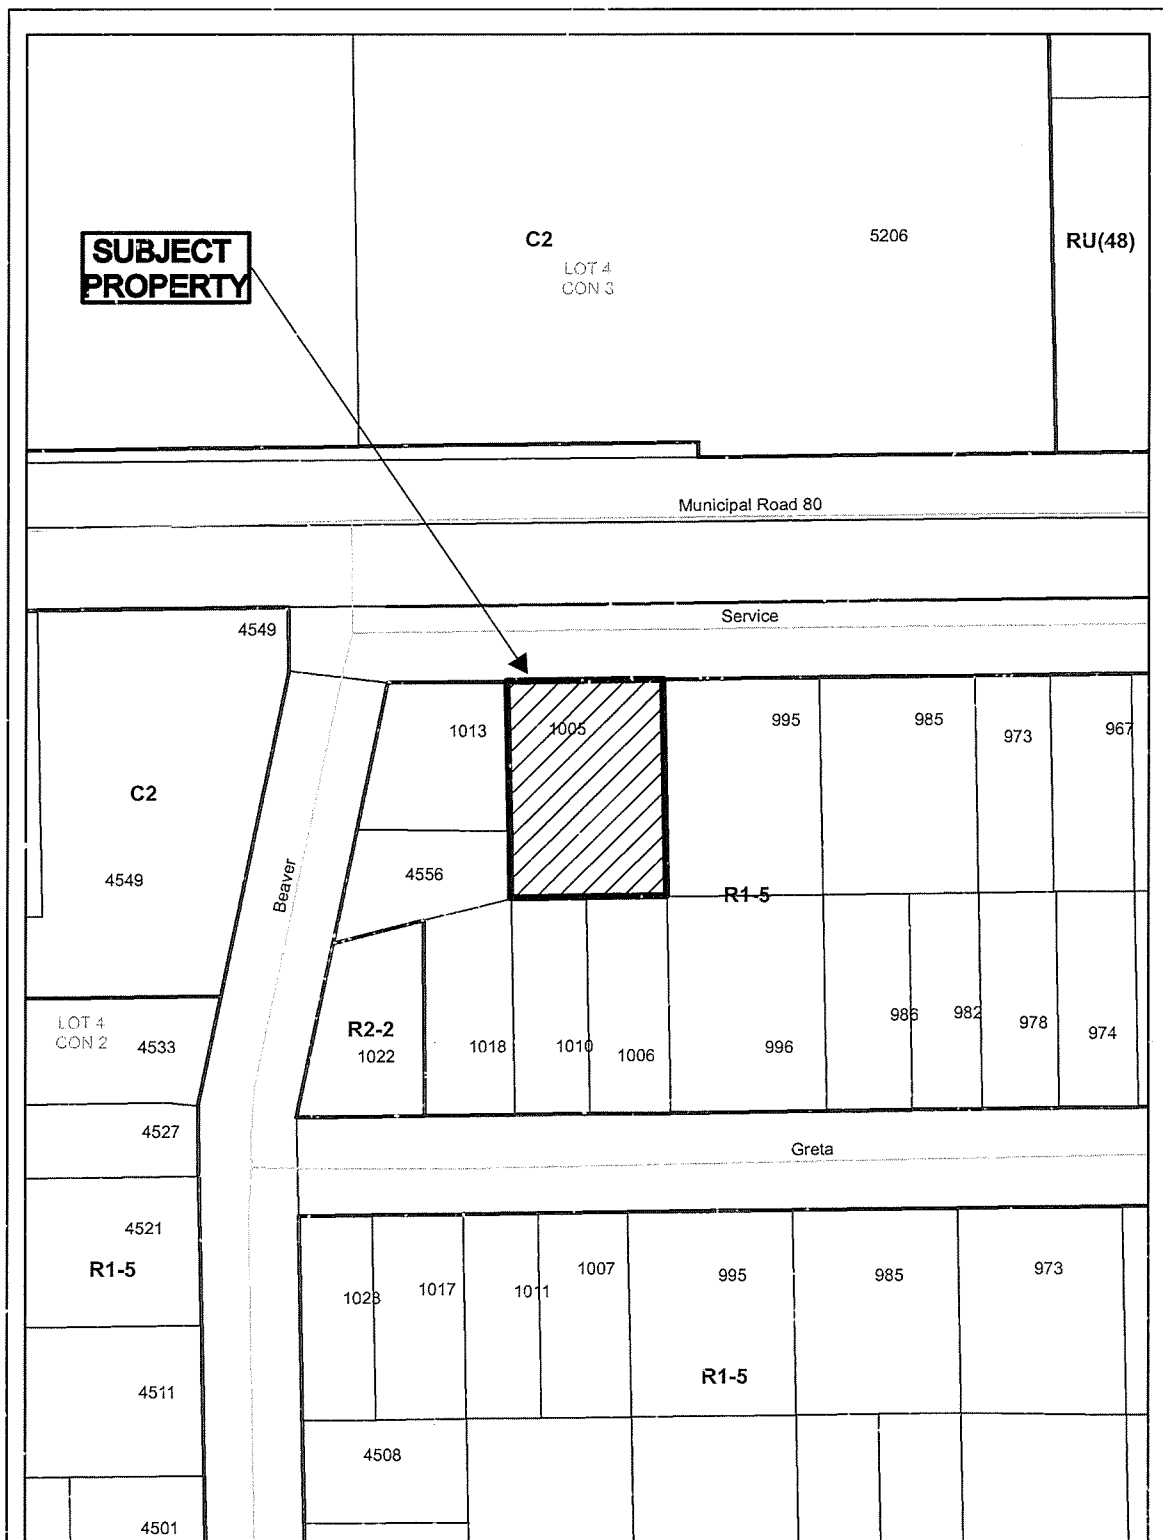 SUBJECT
PROPERTY
C2
LOT 4
CON 3
5206
RU(48)
Municipal Road 80
Service
4549
1013
1005
995
985
973
967
C2
4549
4556
Beaver
R1-5
LOT 4
CON 2
4533
R2-2
1022
1018
1010
1006
996
986
982
978
974
4527
Greta
4521
R1-5
1023
1017
1011
1007
995
985
973
R1-5
4511
4508
4501